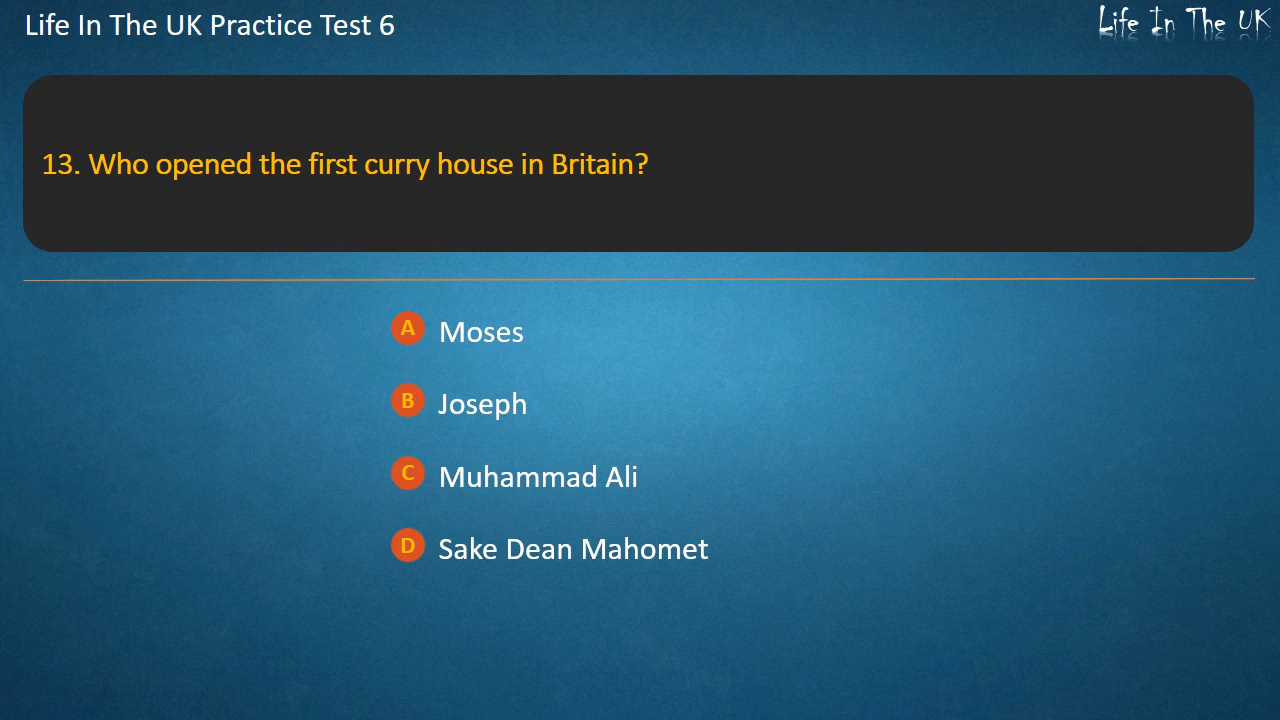 Life In The UK Practice Test 6
Life In The UK
13. Who opened the first curry house in Britain?
A Moses
B Joseph
C Muhammad Ali
D Sake Dean Mahomet